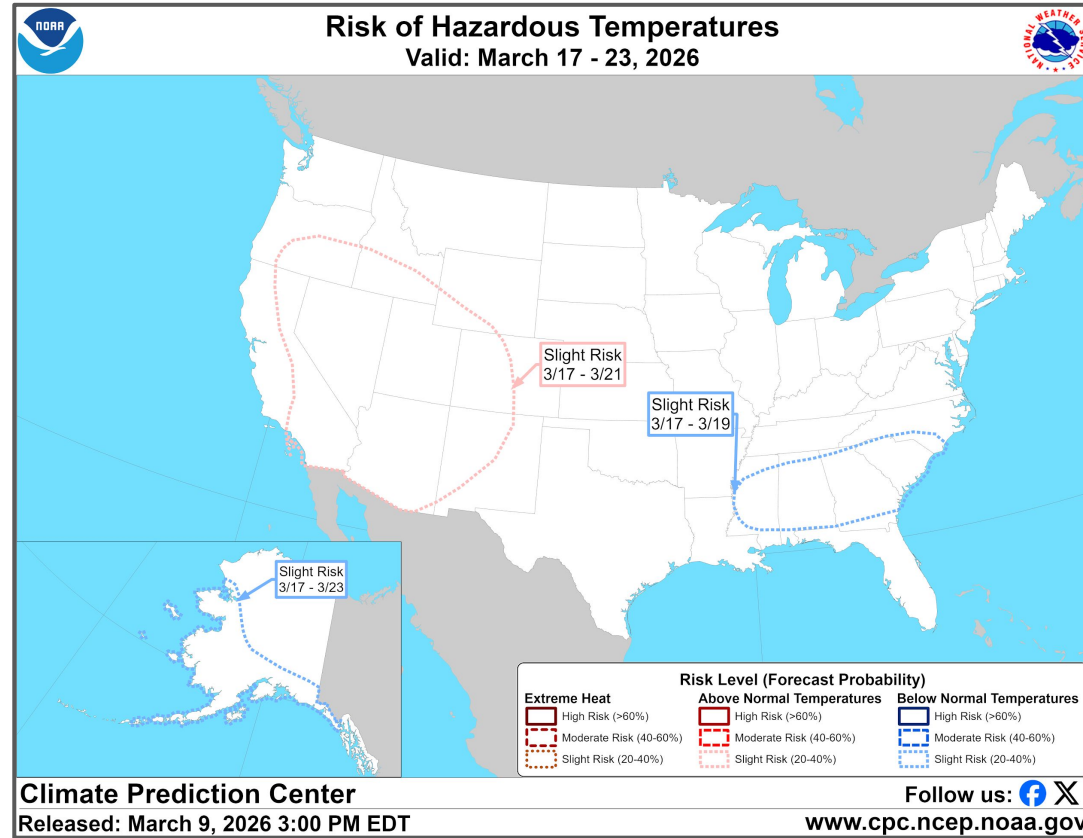 NOAA
Risk of Hazardous Temperatures
Valid: March 17 - 23, 2026
NATIONAL WEATHER SERVICE
Slight Risk
3/17 - 3/21
Slight Risk
3/17 - 3/19
Slight Risk
3/17 - 3/23
Risk Level (Forecast Probability)
Extreme Heat
High Risk (>60%)
Moderate Risk (40-60%)
Slight Risk (20-40%)
Above Normal Temperatures
High Risk (>60%)
Moderate Risk (40-60%)
Slight Risk (20-40%)
Below Normal Temperatures
High Risk (>60%)
Moderate Risk (40-60%)
Slight Risk (20-40%)
Climate Prediction Center
Follow us:
Released: March 9, 2026 3:00 PM EDT
www.cpc.ncep.noaa.gov